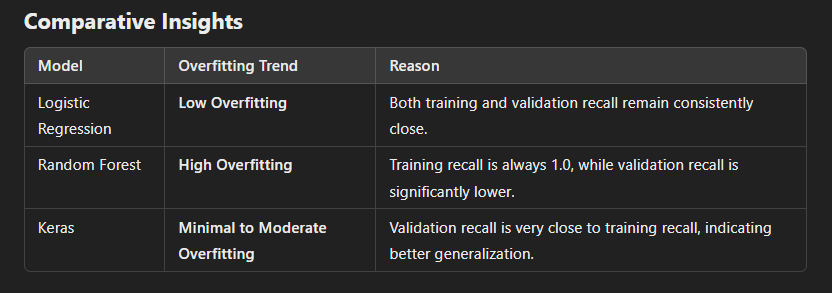 Comparative Insights
Model Overfitting Trend Reason
Logistic Regression Low Overfitting Both training and validation recall remain consistently close.
Random Forest High Overfitting Training recall is always 1.0, while validation recall is significantly lower.
Keras Minimal to Moderate Overfitting Validation recall is very close to training recall, indicating better generalization.